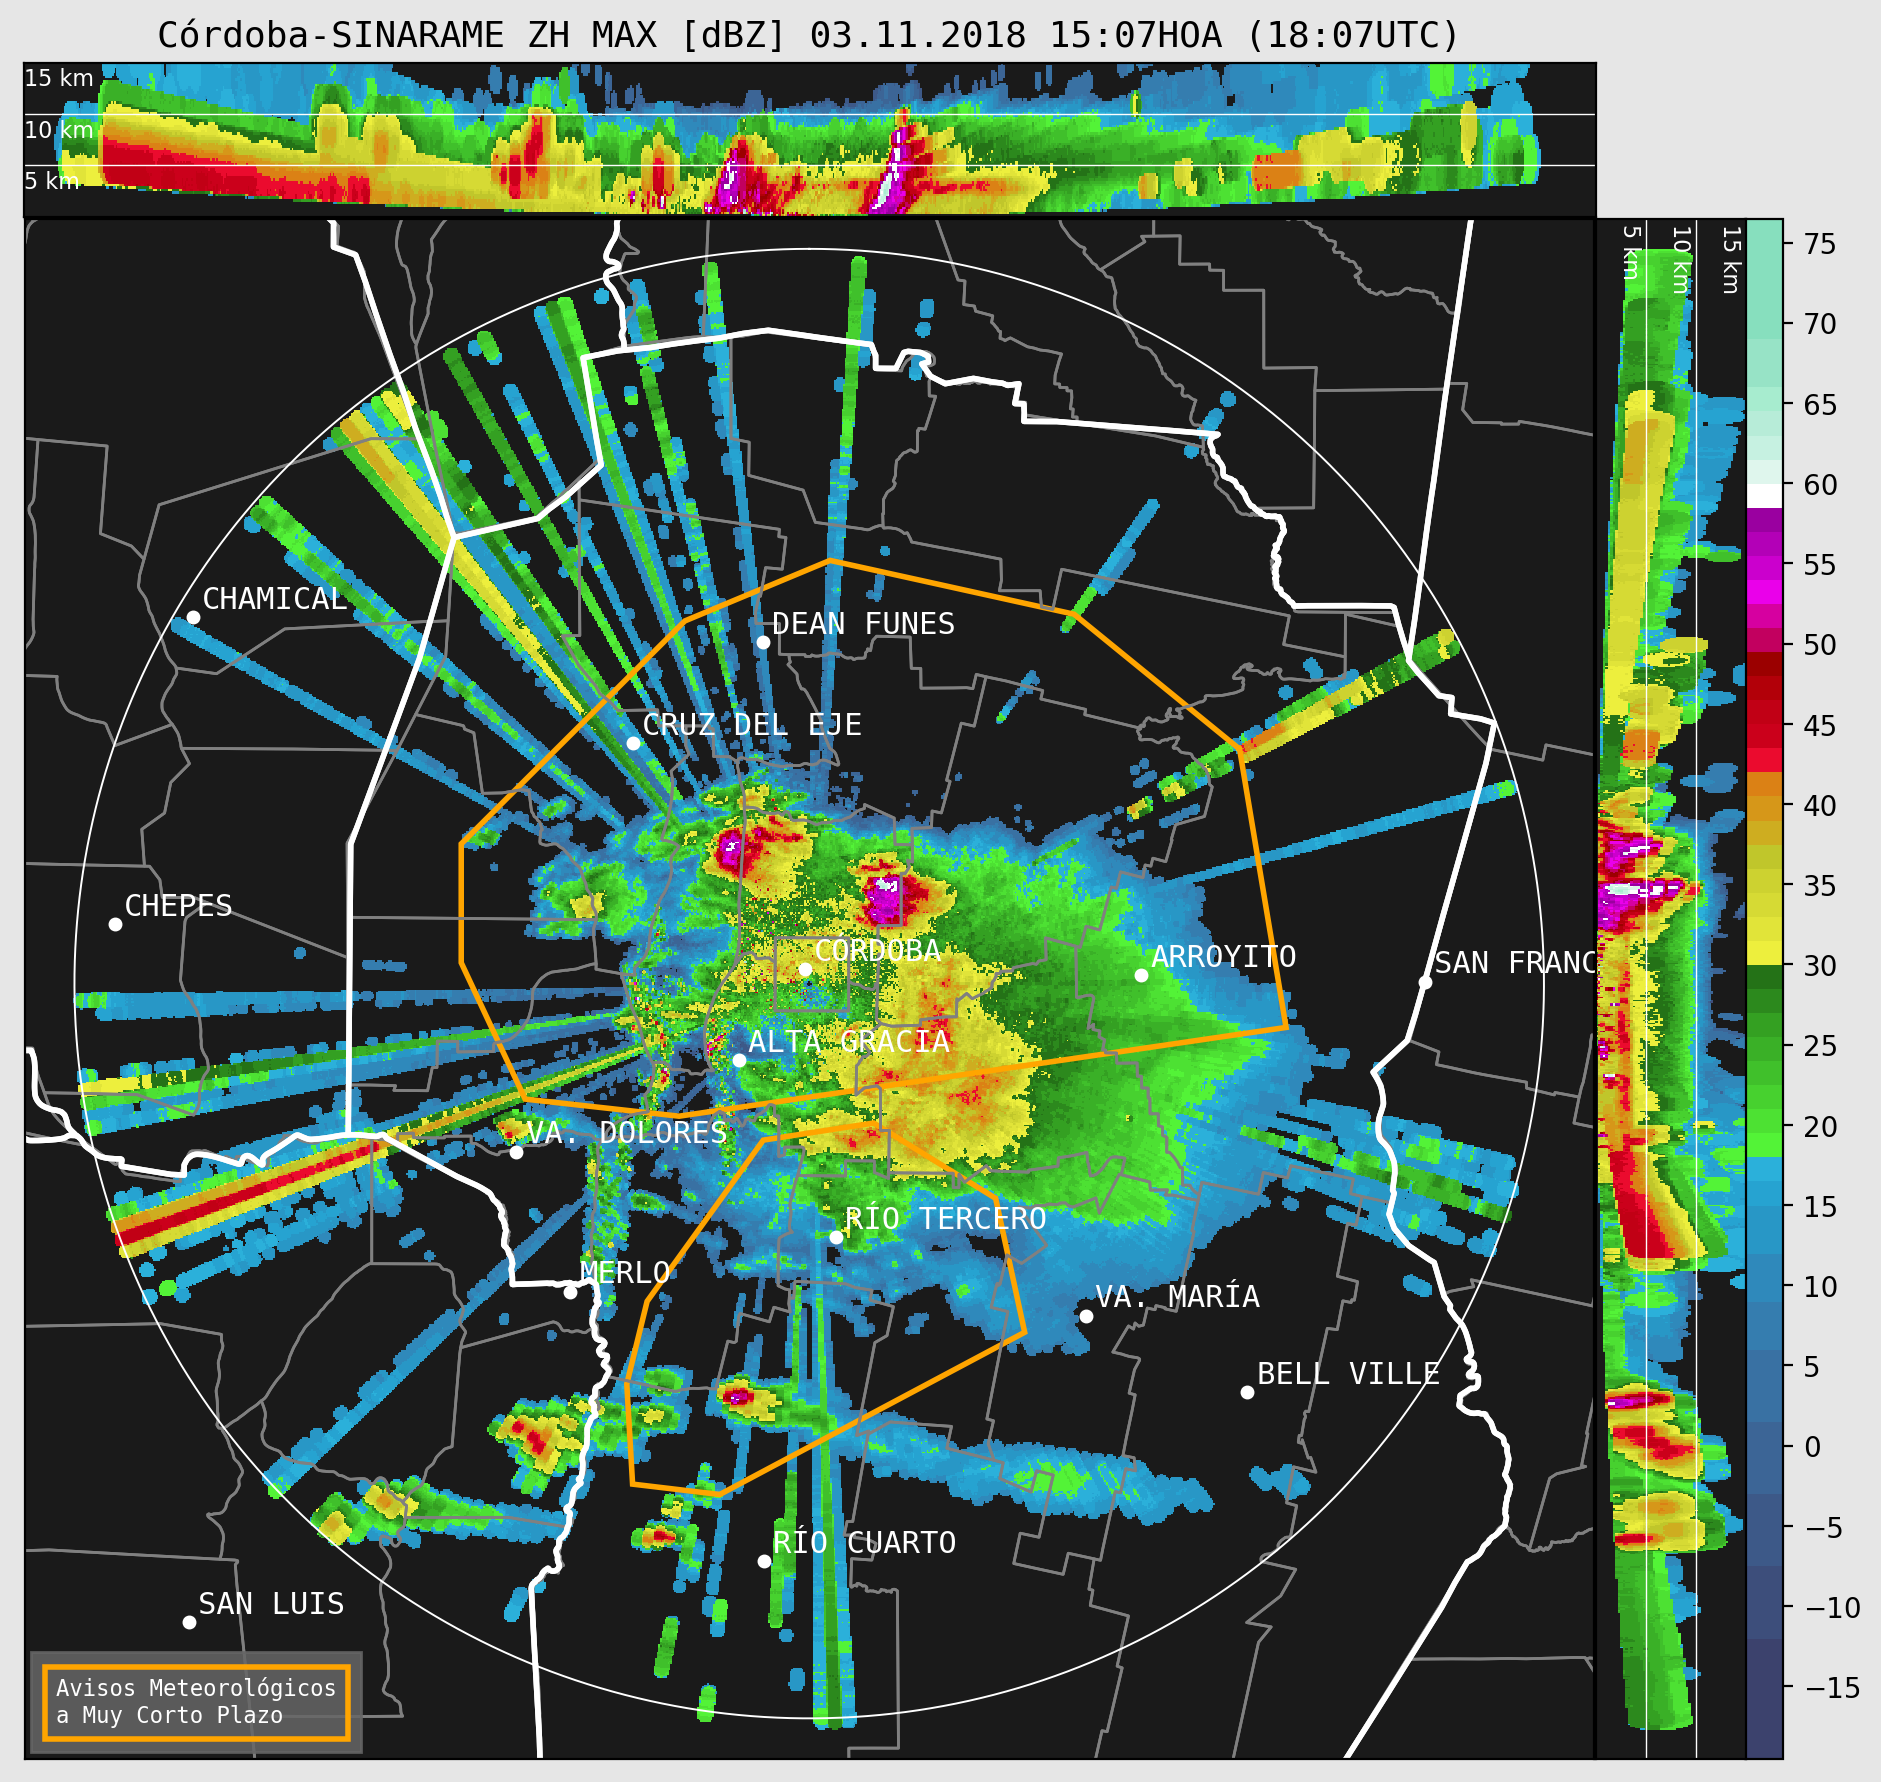 Córdoba-SINARAME ZH MAX [dBZ] 03.11.2018 15:07HOA (18:07UTC)
15 km
10 km
5 km
5 km
10 km
15 km
75
70
65
60
55
50
45
40
35
30
25
20
15
10
5
0
−5
−10
−15
CHAMICAL
DEAN FUNES
CRUZ DEL EJE
CHEPES
CÓRDOBA
ARROYITO
SAN FRANC
ALTA GRACIA
VA. DOLORES
RÍO TERCERO
MERLO
VA. MARÍA
BELL VILLE
RÍO CUARTO
SAN LUIS
Avisos Meteorológicos
a Muy Corto Plazo